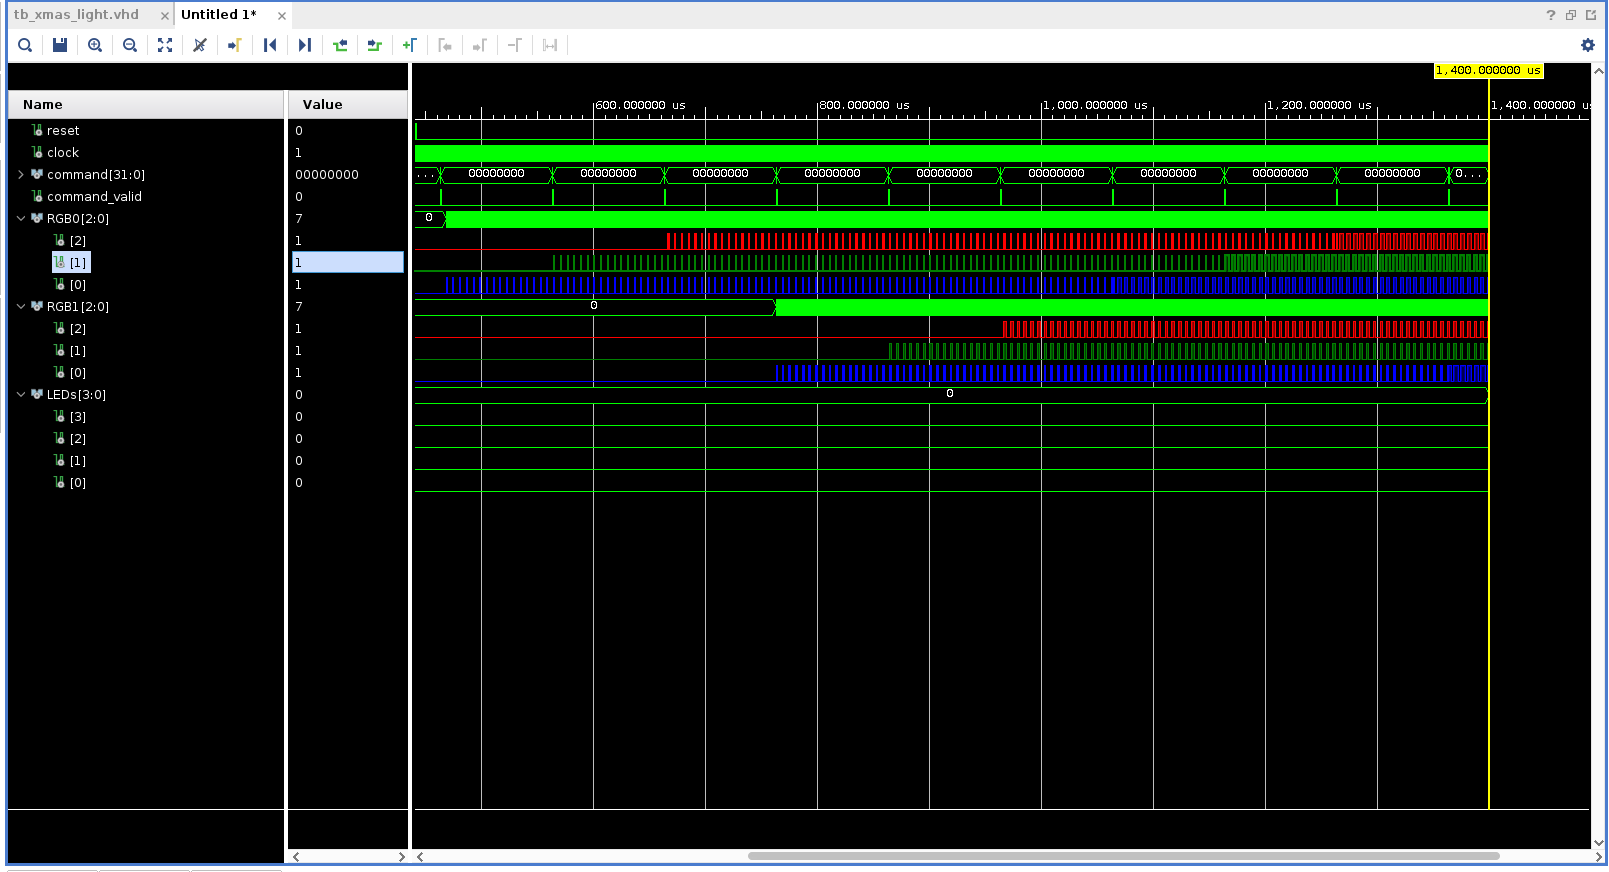 tb_xmas_light.vhd × Untitled 1* ×
?
1,400.000000 us
Name Value
600.000000 us 800.000000 us 1,000.000000 us 1,200.000000 us 1,400.000000 us
reset 0
clock 1
command[31:0] 00000000 ... 00000000 00000000 00000000 00000000 00000000 00000000 00000000 00000000 00000000 0...
command_valid 0
RGB0[2:0] 7 0
[2] 1
[1] 1
[0] 1
RGB1[2:0] 7 0
[2] 1
[1] 1
[0] 1
LEDs[3:0] 0 0
[3] 0
[2] 0
[1] 0
[0] 0